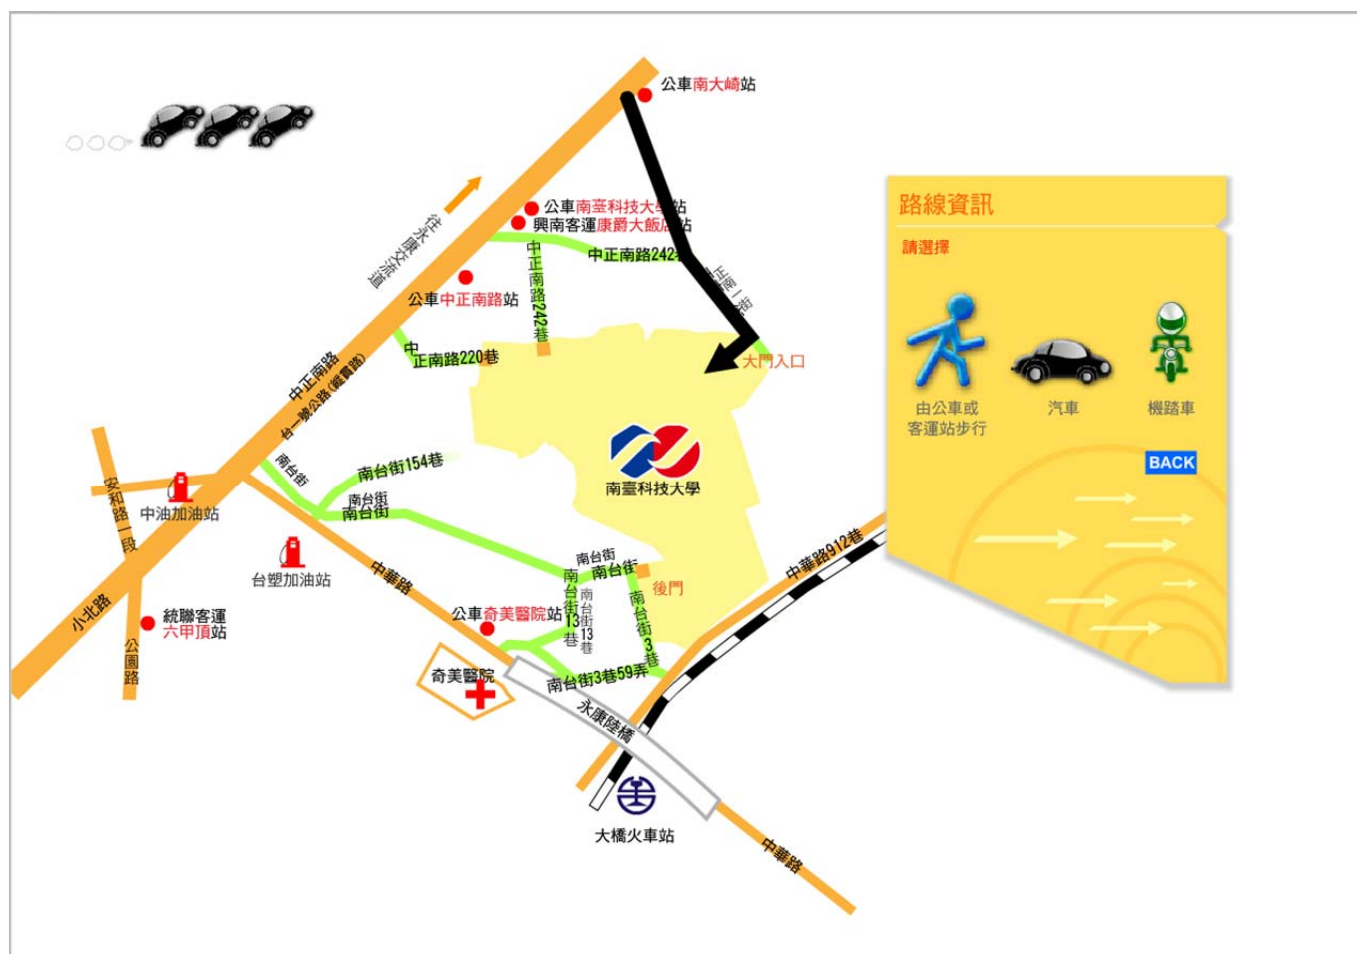 公車南大崎站
公車南臺科技大學站
興南客運康爵大飯店站
往永康交流道
中正南路242巷
中正南路242巷
正南一街
公車中正南路站
中正南路220巷
大門入口
中正南路
台一號公路(縱貫路)
南台街
南台街154巷
南台街
南台街
南臺科技大學
安和路一段
中油加油站
台塑加油站
中華路
南台街
南台街
後門
中華路912巷
小北路
統聯客運
六甲頂站
公園路
公車奇美醫院站
南台街13巷
南台街13巷
南台街3巷
奇美醫院
南台街3巷59弄
永康陸橋
大橋火車站
中華路
路線資訊
請選擇
由公車或
客運站步行
汽車
機踏車
BACK